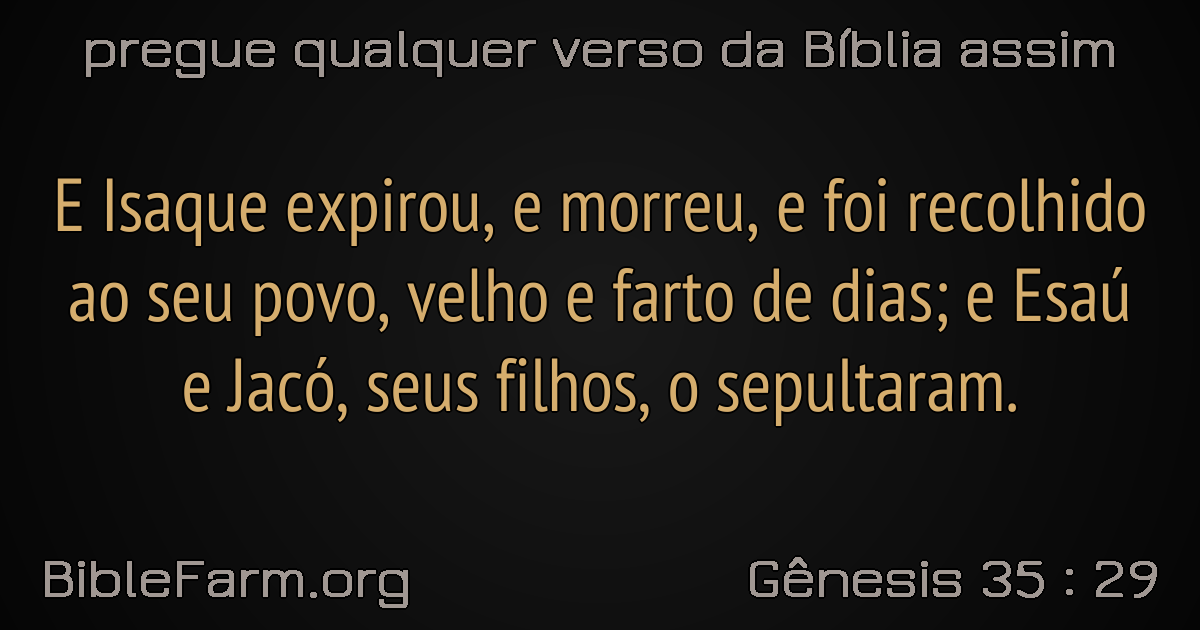 pregue qualquer verso da Bíblia assim
E Isaque expirou, e morreu, e foi recolhido
ao seu povo, velho e farto de dias; e Esaú
e Jacó, seus filhos, o sepultaram.
BibleFarm.org
Gênesis 35 : 29